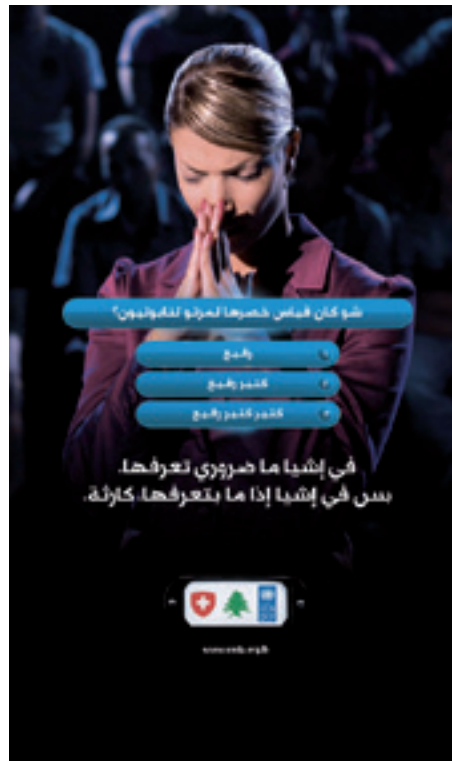 شو كان قياس خصرها لمرتو لنابوليون؟
رفيع
كتير رفيع
كتير كتير رفيع
في إشيا ما ضروري تعرفها.
بس في إشيا إذا ما بتعرفها، كارثة.